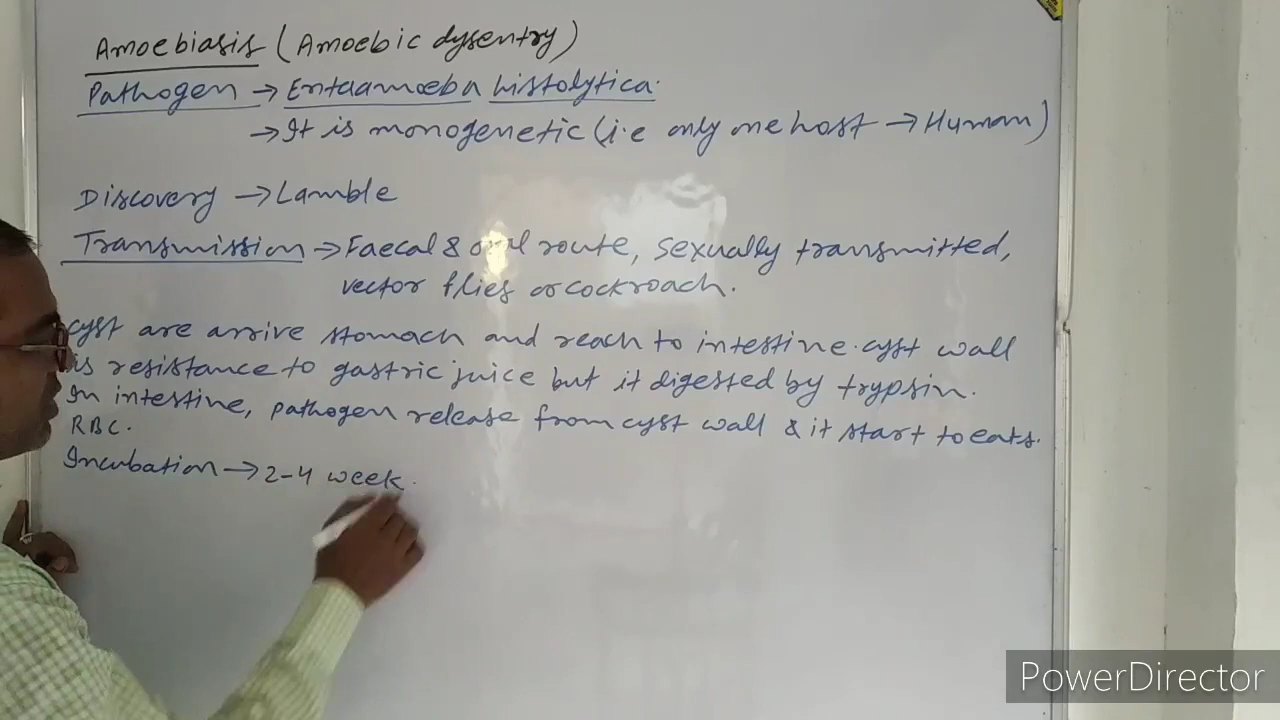 Amoebiasis (Amoebic dysentry)
Pathogen → Entaamoeba histolytica.
→ It is monogenetic (i.e only one host → Human)
Discovery → Lamble
Transmission → Faecal & oral route, sexually transmitted,
vector flies or cockroach.
cyst are arrive stomach and reach to intestine. cyst wall
is resistance to gastric juice but it digested by trypsin.
In intestine, pathogen release from cyst wall & it start to eats.
RBC.
Incubation → 2-4 week.
PowerDirector